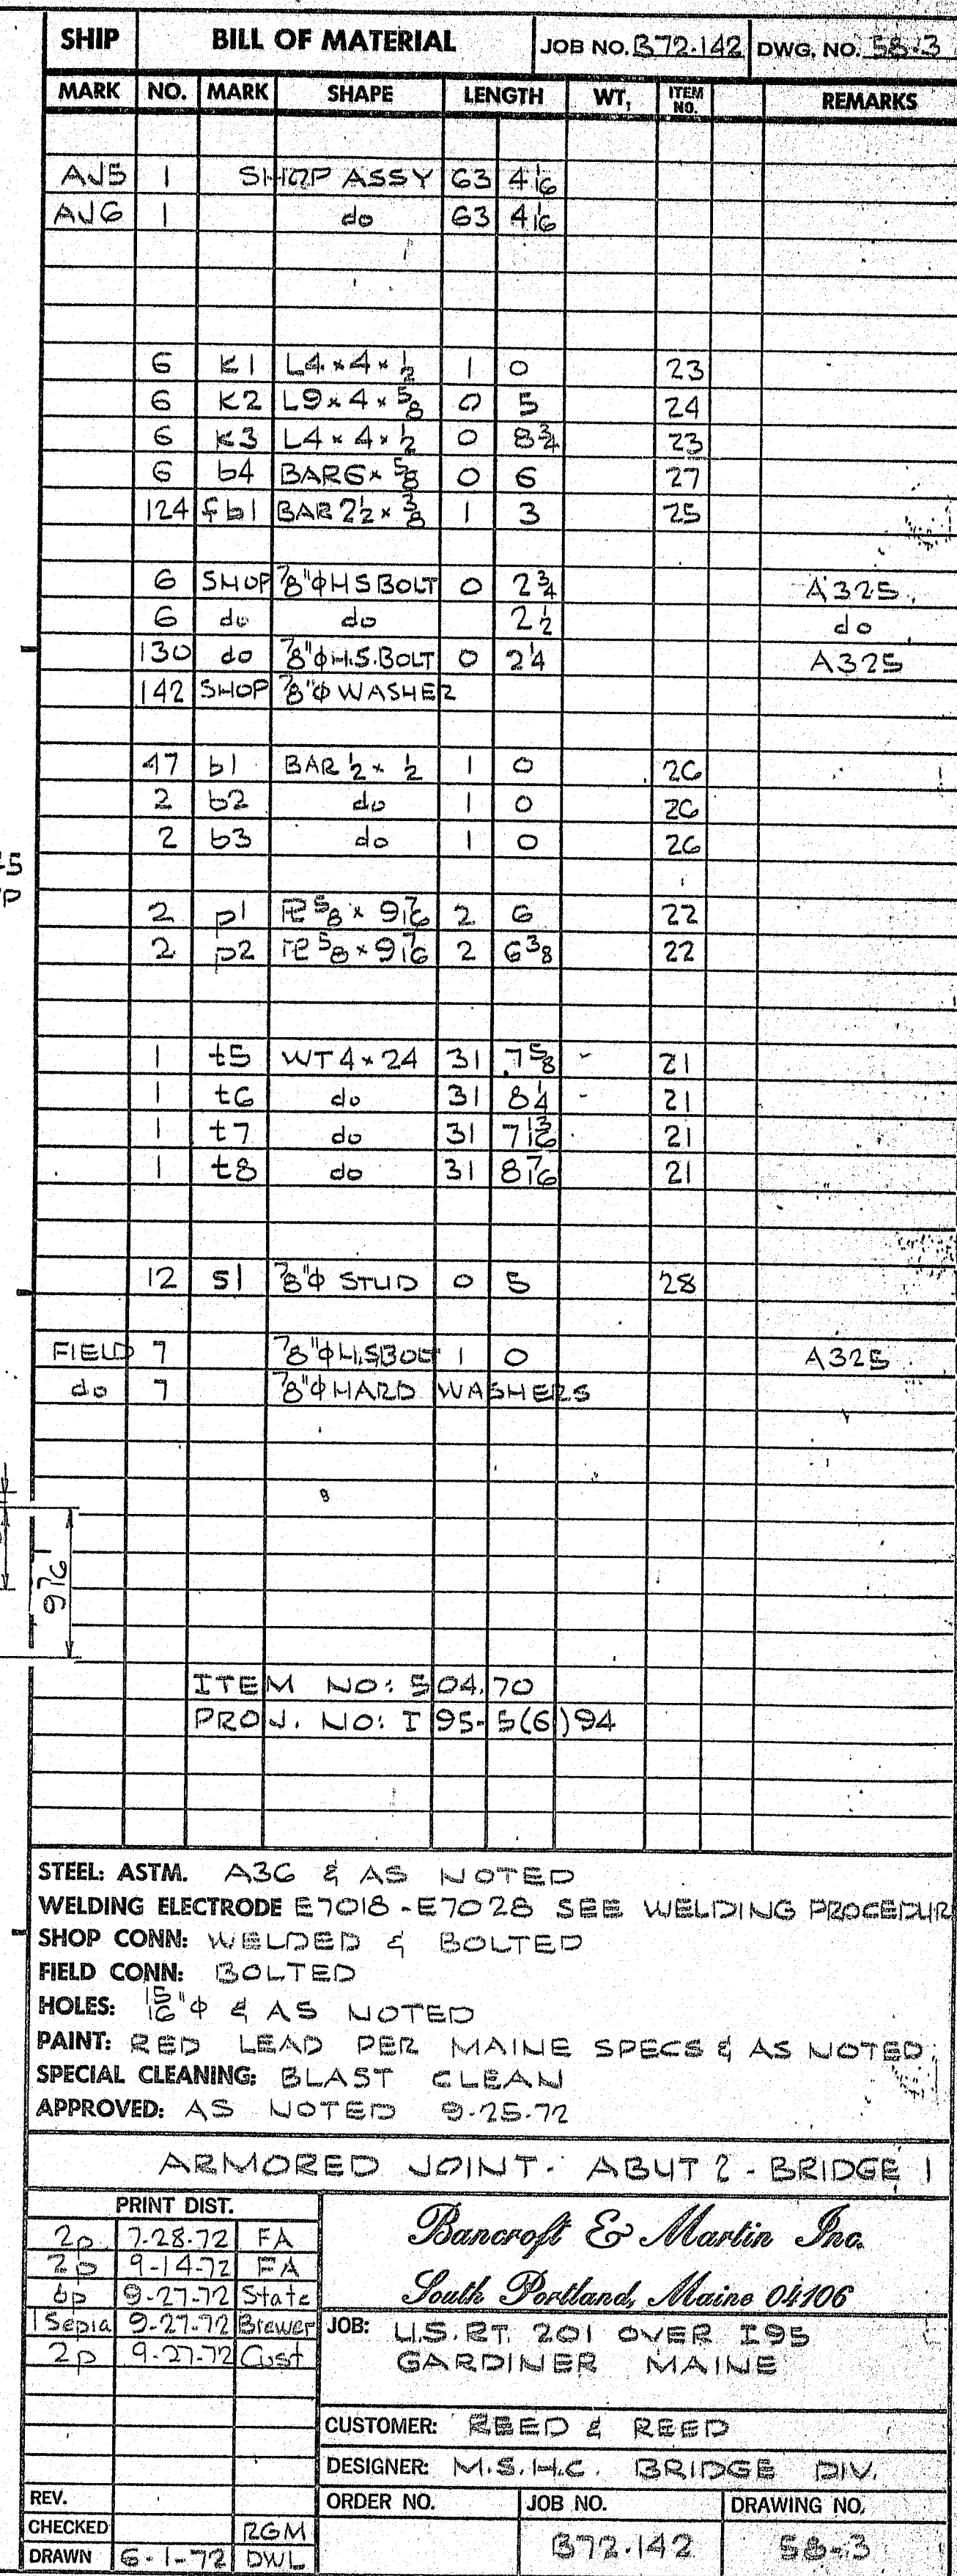 SHIP BILL OF MATERIAL JOB NO. B72-142 DWG. NO. 58-3
MARK NO. MARK SHAPE LENGTH WT. ITEM NO. REMARKS
AJ5 1 SHOP ASSY 63 4 1/16
AJ6 1 do 63 4 1/16
6 K1 L4 x 4 x 1/2 1 0 23
6 K2 L9 x 4 x 5/8 0 5 24
6 K3 L4 x 4 x 1/2 0 8 3/4 23
6 b4 BAR 6 x 5/8 0 6 27
124 fb1 BAR 2 1/2 x 3/8 1 3 25
6 SHOP 7/8"φ H S BOLT 0 2 3/4 A325
6 do do 2 1/2 do
130 do 7/8"φ H.S. BOLT 0 2 1/4 A325
142 SHOP 7/8"φ WASHER
47 b1 BAR 1/2 x 1/2 1 0 26
2 b2 do 1 0 26
2 b3 do 1 0 26
2 p1 PL 5/8 x 9 7/16 2 6 22
2 p2 PL 5/8 x 9 7/16 2 6 3/8 22
1 t5 WT 4 x 24 31 7 5/8 - 21
1 t6 do 31 8 1/4 - 21
1 t7 do 31 7 13/16 21
1 t8 do 31 8 7/16 21
12 s1 7/8"φ STUD 0 5 28
FIELD 7 7/8"φ H.S BOLT 1 0 A325
do 7 7/8"φ HARD WASHERS
9 7/16
ITEM NO: 504.70
PROJ. NO: I 95-5(6)94
STEEL: ASTM. A36 & AS NOTED
WELDING ELECTRODE E7018-E7028 SEE WELDING PROCEDUR
SHOP CONN: WELDED & BOLTED
FIELD CONN: BOLTED
HOLES: 15/16"φ & AS NOTED
PAINT: RED LEAD PER MAINE SPECS & AS NOTED
SPECIAL CLEANING: BLAST CLEAN
APPROVED: AS NOTED 9-25-72
ARMORED JOINT - ABUT 2 - BRIDGE 1
PRINT DIST.
2p 7-28-72 FA
2p 9-14-72 FA
6p 9-27-72 State
1 Sepia 9-27-72 Brewer
2p 9-27-72 Cust
Bancroft & Martin Inc.
South Portland, Maine 04106
JOB: U.S. RT. 201 OVER I95
GARDINER MAINE
CUSTOMER: REED & REED
DESIGNER: M.S.H.C. BRIDGE DIV.
REV.
CHECKED RGM
DRAWN 6-1-72 DWL
ORDER NO. JOB NO. DRAWING NO.
B72-142 58-3